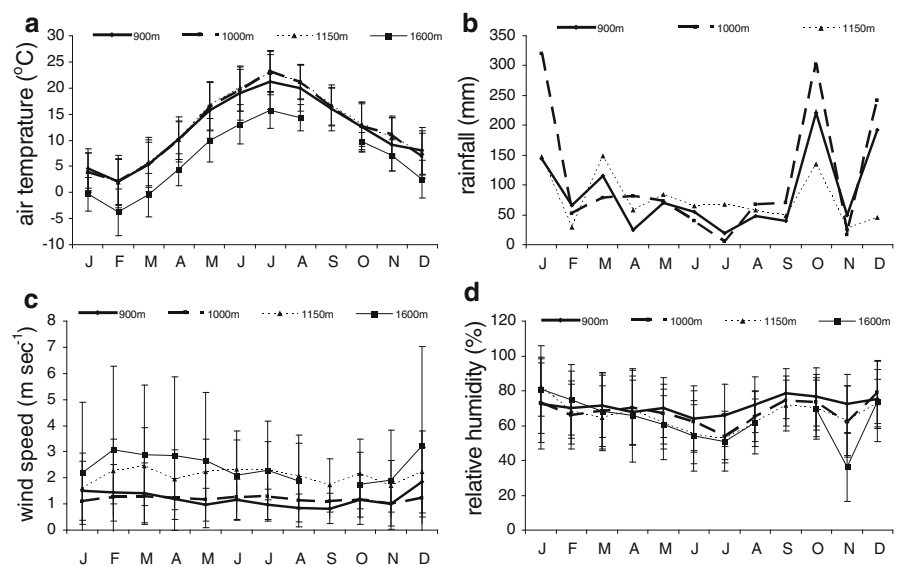 a
900m 1000m 1150m 1600m
air temprature (°C)
30
25
20
15
10
5
0
-5
-10
J F M A M J J A S O N D
b
900m 1000m 1150m
rainfall (mm)
350
300
250
200
150
100
50
0
J F M A M J J A S O N D
c
900m 1000m 1150m 1600m
wind speed (m sec-1)
8
7
6
5
4
3
2
1
0
J F M A M J J A S O N D
d
900m 1000m 1150m 1600m
relative humidity (%)
120
100
80
60
40
20
0
J F M A M J J A S O N D